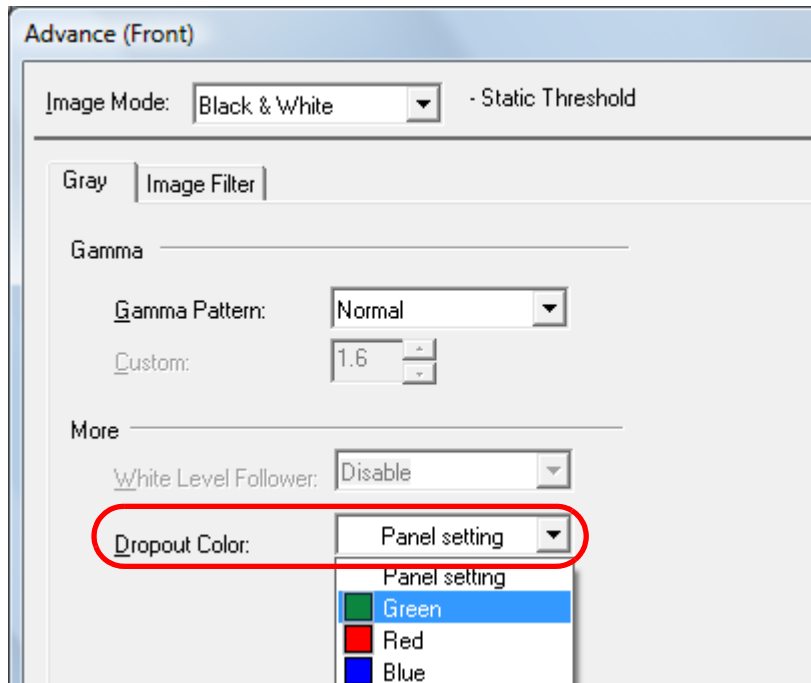 Advance (Front)
Image Mode: Black & White - Static Threshold
Gray Image Filter
Gamma
Gamma Pattern: Normal
Custom: 1.6
More
White Level Follower: Disable
Dropout Color: Panel setting
Panel setting
Green
Red
Blue